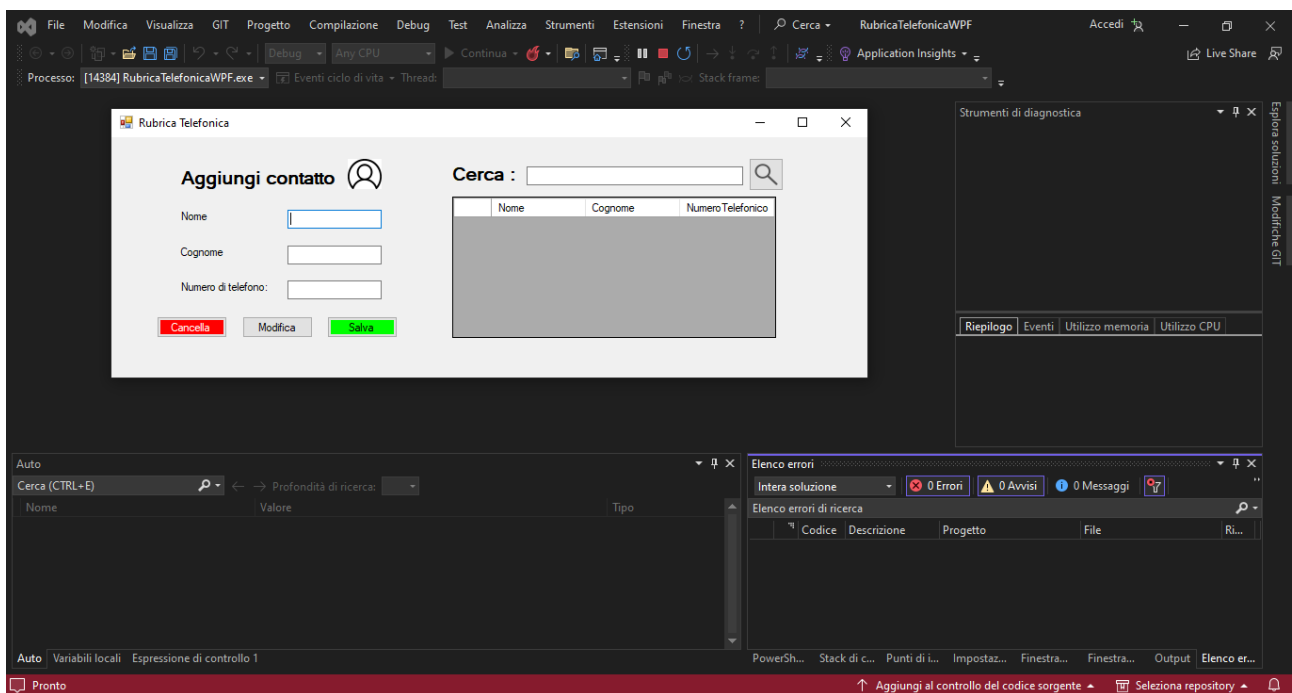 File Modifica Visualizza GIT Progetto Compilazione Debug Test Analizza Strumenti Estensioni Finestra ? Cerca RubricaTelefonicaWPF Accedi
Debug Any CPU Continua Application Insights Live Share
Processo: [14384] RubricaTelefonicaWPF.exe Eventi ciclo di vita Thread: Stack frame:
Rubrica Telefonica
Aggiungi contatto
Nome
Cognome
Numero di telefono:
Cancella Modifica Salva
Cerca :
Nome Cognome NumeroTelefonico
Strumenti di diagnostica
Riepilogo Eventi Utilizzo memoria Utilizzo CPU
Esplora soluzioni
Modifiche GIT
Auto
Cerca (CTRL+E) Profondità di ricerca:
Nome Valore Tipo
Auto Variabili locali Espressione di controllo 1
Elenco errori
Intera soluzione 0 Errori 0 Avvisi 0 Messaggi
Elenco errori di ricerca
Codice Descrizione Progetto File Ri...
PowerSh... Stack di c... Punti di i... Impostaz... Finestra... Finestra... Output Elenco er...
Pronto Aggiungi al controllo del codice sorgente Seleziona repository